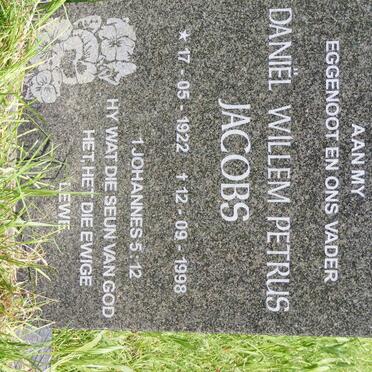 AAN MY
EGGENOOT EN ONS VADER
DANIËL WILLEM PETRUS
JACOBS
★ 17 - 05 - 1922 ✝ 12 - 09 - 1998
1 JOHANNES 5 : 12
HY WAT DIE SEUN VAN GOD
HET, HET DIE EWIGE
LEWE